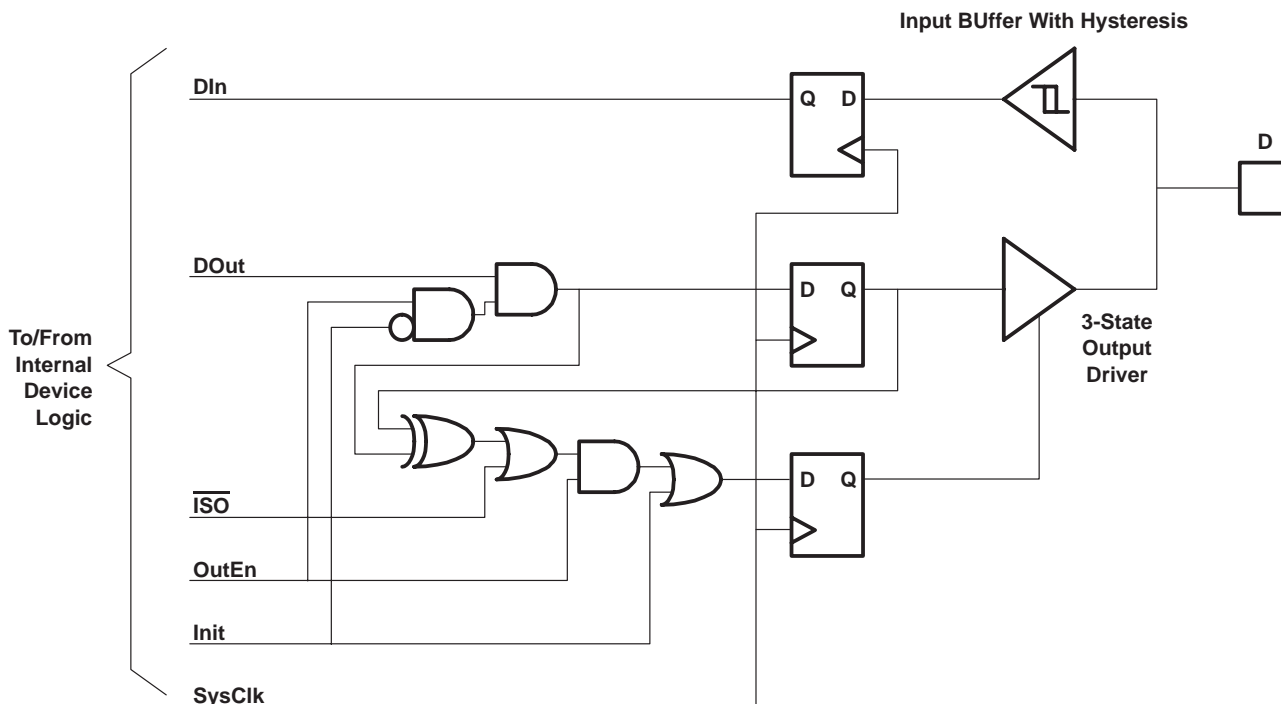 Input BUffer With Hysteresis
DIn
Q D
D
DOut
D Q
3-State
Output
Driver
To/From
Internal
Device
Logic
D Q
ISO
OutEn
Init
SysClk